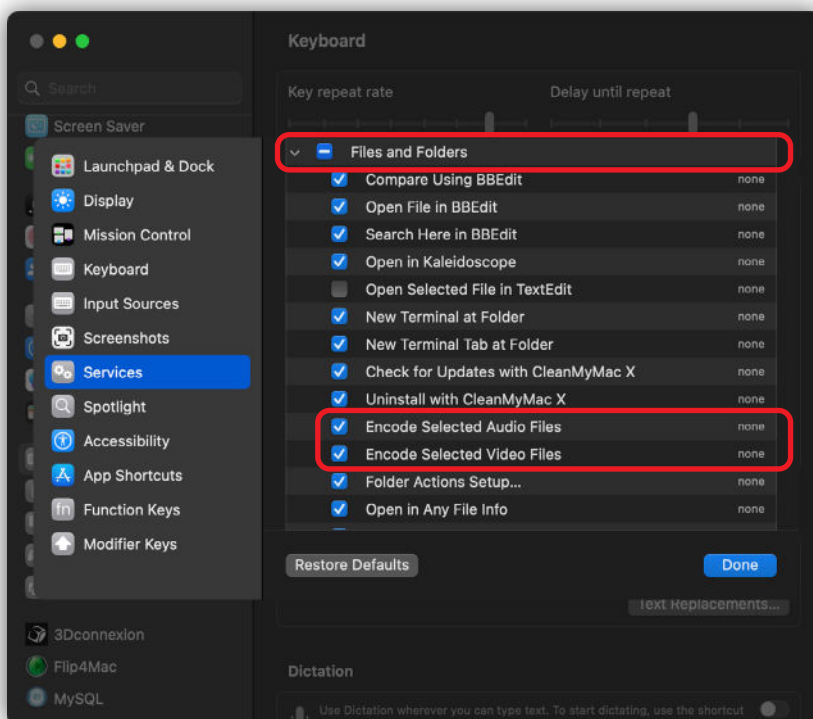 Keyboard
Search
Key repeat rate
Delay until repeat
Screen Saver
Launchpad & Dock
Display
Mission Control
Keyboard
Input Sources
Screenshots
Services
Spotlight
Accessibility
App Shortcuts
fn Function Keys
Modifier Keys
Files and Folders
Compare Using BBEdit none
Open File in BBEdit none
Search Here in BBEdit none
Open in Kaleidoscope none
Open Selected File in TextEdit none
New Terminal at Folder none
New Terminal Tab at Folder none
Check for Updates with CleanMyMac X none
Uninstall with CleanMyMac X none
Encode Selected Audio Files none
Encode Selected Video Files none
Folder Actions Setup... none
Open in Any File Info none
Restore Defaults
Done
Text Replacements...
3Dconnexion
Flip4Mac
MySQL
Dictation
Use Dictation wherever you can type text. To start dictating, use the shortcut